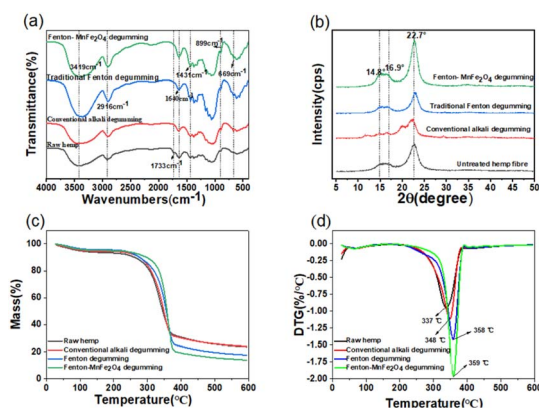 (a)
Fenton- MnFe2O4 degumming
899cm-1
3419cm-1
1431cm-1
669cm-1
Traditional Fenton degumming
2916cm-1
1640cm-1
Conventional alkali degumming
Raw hemp
1733cm-1
Transmittance(%)
4000 3500 3000 2500 2000 1500 1000 500 0
Wavenumbers(cm-1)
(b)
22.7°
14.8°
16.9°
Fenton- MnFe2O4 degumming
Traditional Fenton degumming
Conventional alkali degumming
Untreated hemp fibre
Intensity(cps)
5 10 15 20 25 30 35 40 45 50
2Θ(degree)
(c)
100
80
60
40
20
0
Mass(%)
Raw hemp
Conventional alkali degumming
Fenton degumming
Fenton-MnFe2O4 degumming
0 100 200 300 400 500 600
Temperature(℃)
(d)
0.00
-0.25
-0.50
-0.75
-1.00
-1.25
-1.50
-1.75
-2.00
DTG(%/℃)
337 ℃
348 ℃
358 ℃
359 ℃
Raw hemp
Conventional alkali degumming
Fenton degumming
Fenton-MnFe2O4 degumming
0 100 200 300 400 500 600
Temperature(℃)